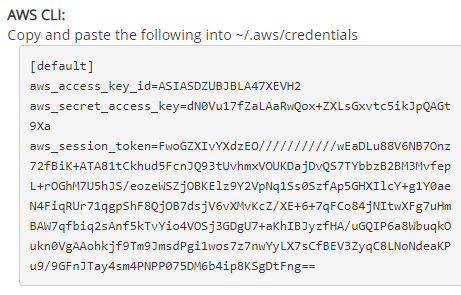 AWS CLI:
Copy and paste the following into ~/.aws/credentials
[default]
aws_access_key_id=ASIASDZUBJBLA47XEVH2
aws_secret_access_key=dN0Vu17fZaLAaRwQox+ZXLsGxvtc5ikJpQAGt
9Xa
aws_session_token=FwoGZXIvYXdzEO///////////wEaDLu88V6NB7Onz
72fBiK+ATA81tCkhud5FcnJQ93tUvhmxVOUKDajDvQS7TYbbzB2BM3Mvfep
L+rOGhM7U5hJS/eozeWSZjOBKElz9Y2VpNq1Ss0SzfAp5GHXIlcY+g1Y0ae
N4FiqRUr71qgpShF8QjOB7dsjV6vXMvKcZ/XE+6+7qFCo84jNItwXFg7uHm
BAW7qfbiq2sAnf5kTvYio4VOSj3GDgU7+aKhIBJyzfHA/uGQIP6a8WbuqkO
ukn0VgAAohkjf9Tm9JmsdPgi1wos7z7nwYyLX7sCfBEV3ZyqC8LNoNdeaKP
u9/9GFnJTay4sm4PNPP075DM6b4ip8KSgDtFng==